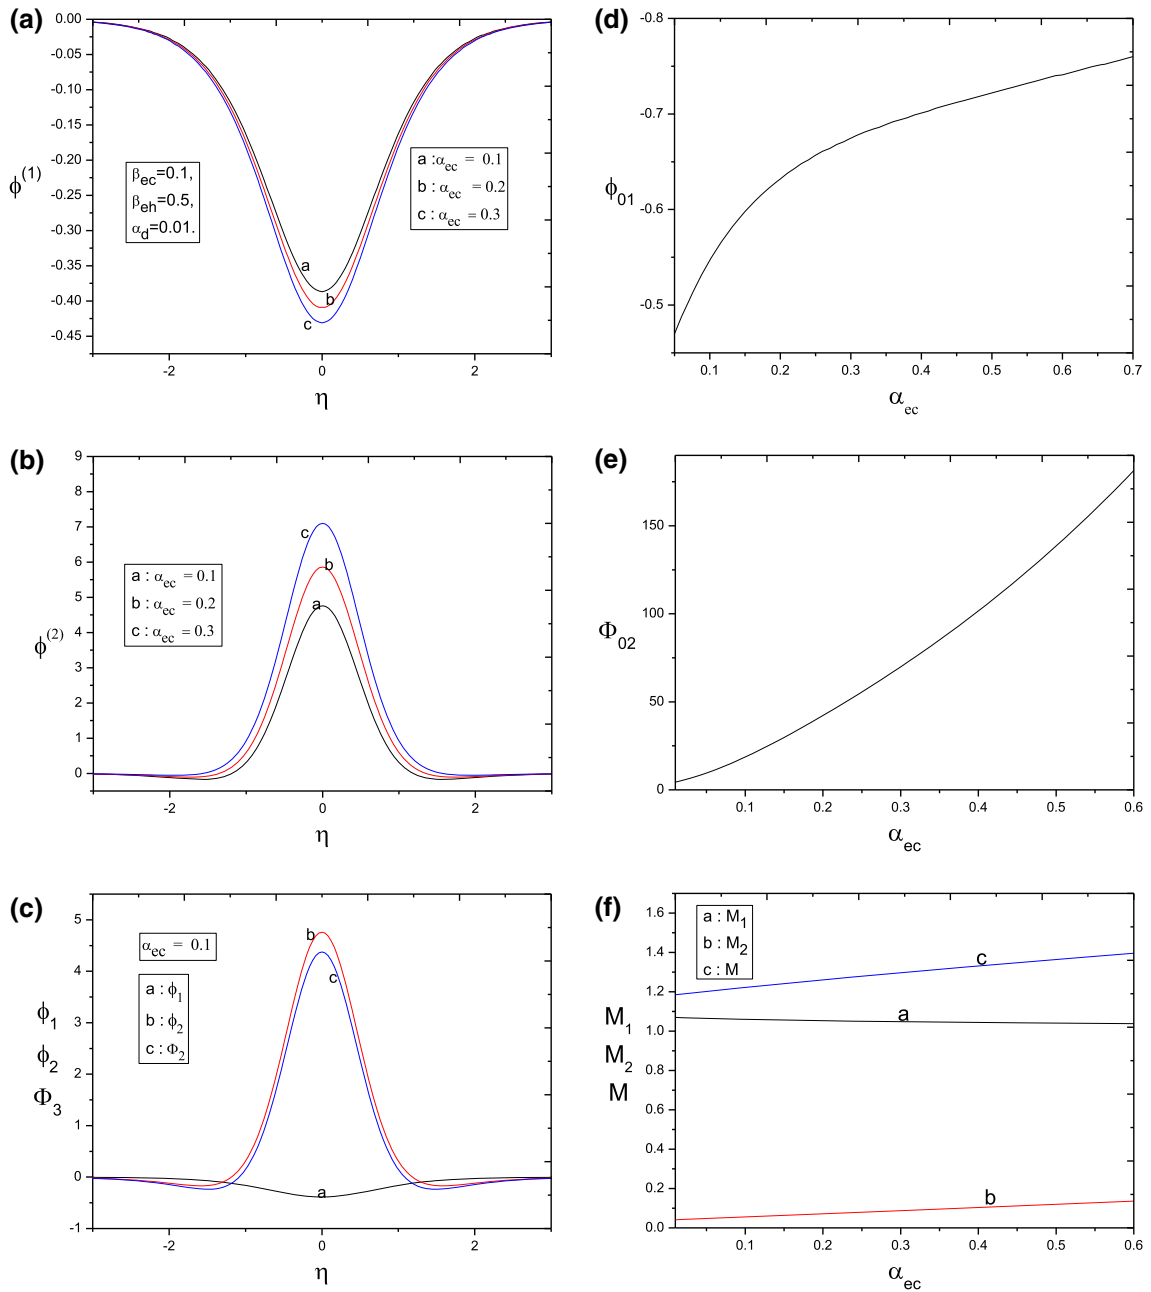 (a)
0.00
-0.05
-0.10
-0.15
-0.20
-0.25
-0.30
-0.35
-0.40
-0.45
ϕ(1)
βec=0.1,
βeh=0.5,
αd=0.01.
a :αec = 0.1
b : αec = 0.2
c : αec = 0.3
a
b
c
-2
0
2
η
(d)
-0.8
-0.7
-0.6
-0.5
ϕ01
0.1
0.2
0.3
0.4
0.5
0.6
0.7
αec
(b)
9
8
7
6
5
4
3
2
1
0
ϕ(2)
a : αec = 0.1
b : αec = 0.2
c : αec = 0.3
c
b
a
-2
0
2
η
(e)
150
100
50
0
Φ02
0.1
0.2
0.3
0.4
0.5
0.6
αec
(c)
5
4
3
2
1
0
-1
ϕ1
ϕ2
Φ3
αec = 0.1
a : ϕ1
b : ϕ2
c : Φ2
b
c
a
-2
0
2
η
(f)
1.6
1.4
1.2
1.0
0.8
0.6
0.4
0.2
0.0
M1
M2
M
a : M1
b : M2
c : M
c
a
b
0.1
0.2
0.3
0.4
0.5
0.6
αec